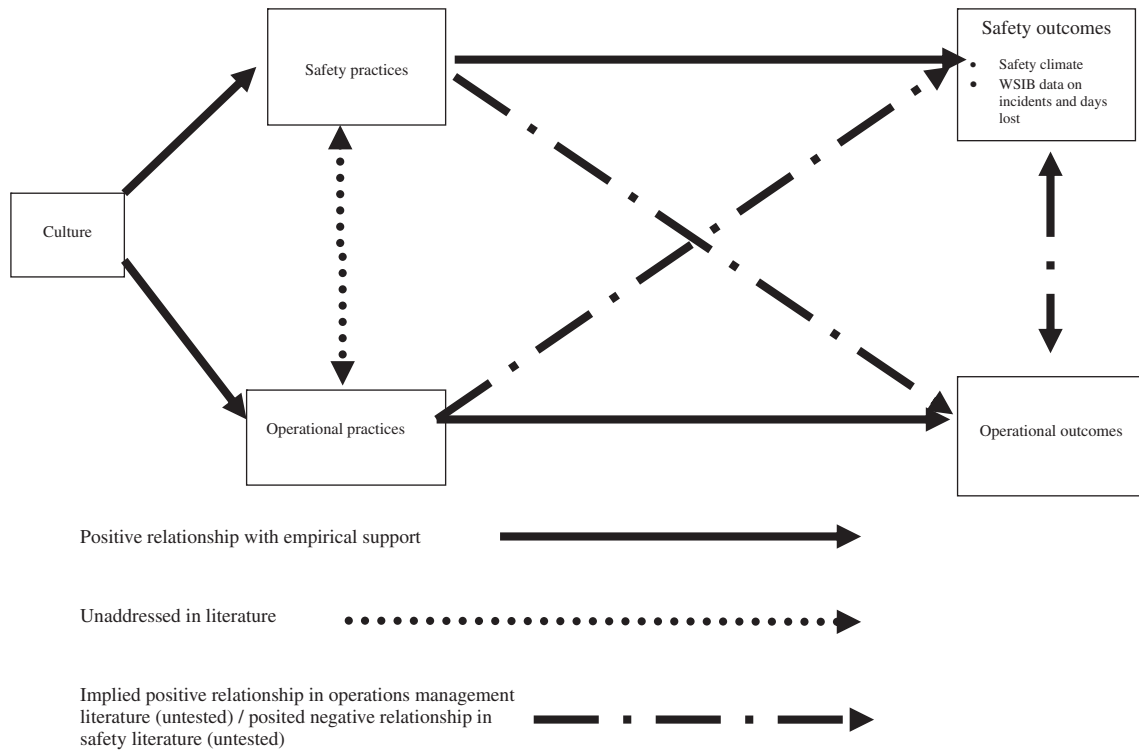 Safety outcomes
Safety practices
• Safety climate
• WSIB data on
incidents and days
lost
Culture
Operational practices
Operational outcomes
Positive relationship with empirical support
Unaddressed in literature
Implied positive relationship in operations management
literature (untested) / posited negative relationship in
safety literature (untested)